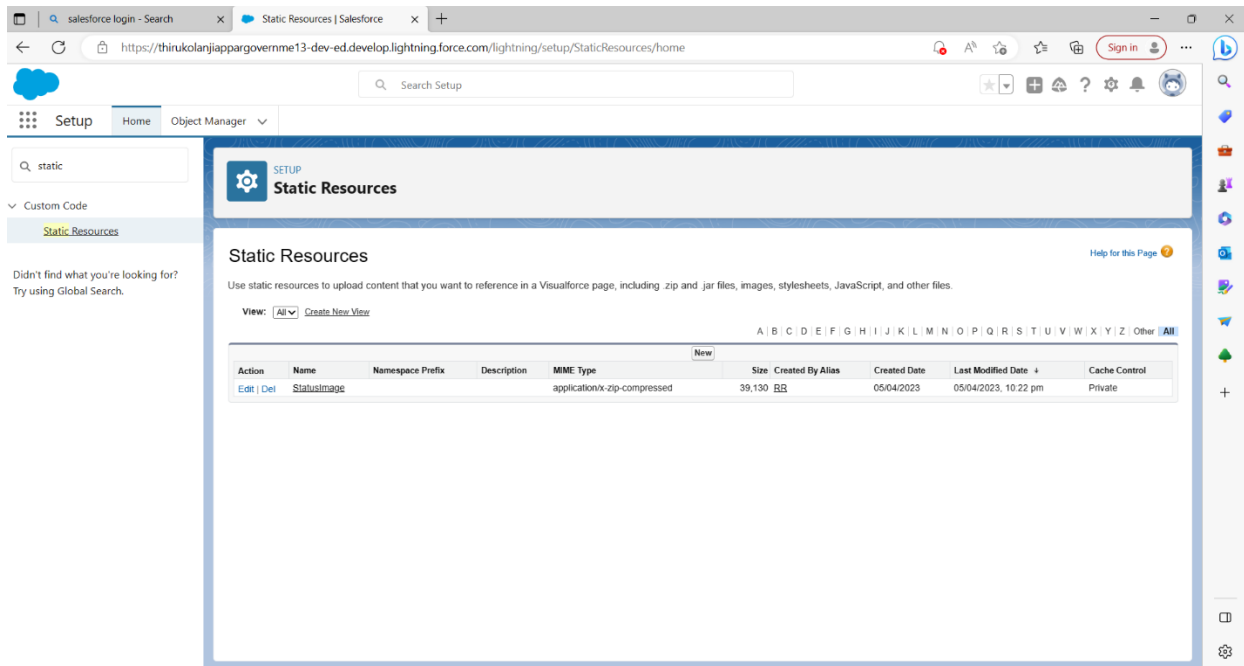 salesforce login - Search
Static Resources | Salesforce
https://thirukolanjiappargovernme13-dev-ed.develop.lightning.force.com/lightning/setup/StaticResources/home
Sign in
Search Setup
Setup Home Object Manager
static
Custom Code
Static Resources
Didn't find what you're looking for?
Try using Global Search.
SETUP
Static Resources
Static Resources
Help for this Page
Use static resources to upload content that you want to reference in a Visualforce page, including .zip and .jar files, images, stylesheets, JavaScript, and other files.
View: All Create New View
A | B | C | D | E | F | G | H | I | J | K | L | M | N | O | P | Q | R | S | T | U | V | W | X | Y | Z | Other | All
New
Action Name Namespace Prefix Description MIME Type Size Created By Alias Created Date Last Modified Date ↓ Cache Control
Edit | Del StatusImage application/x-zip-compressed 39,130 RR 05/04/2023 05/04/2023, 10:22 pm Private